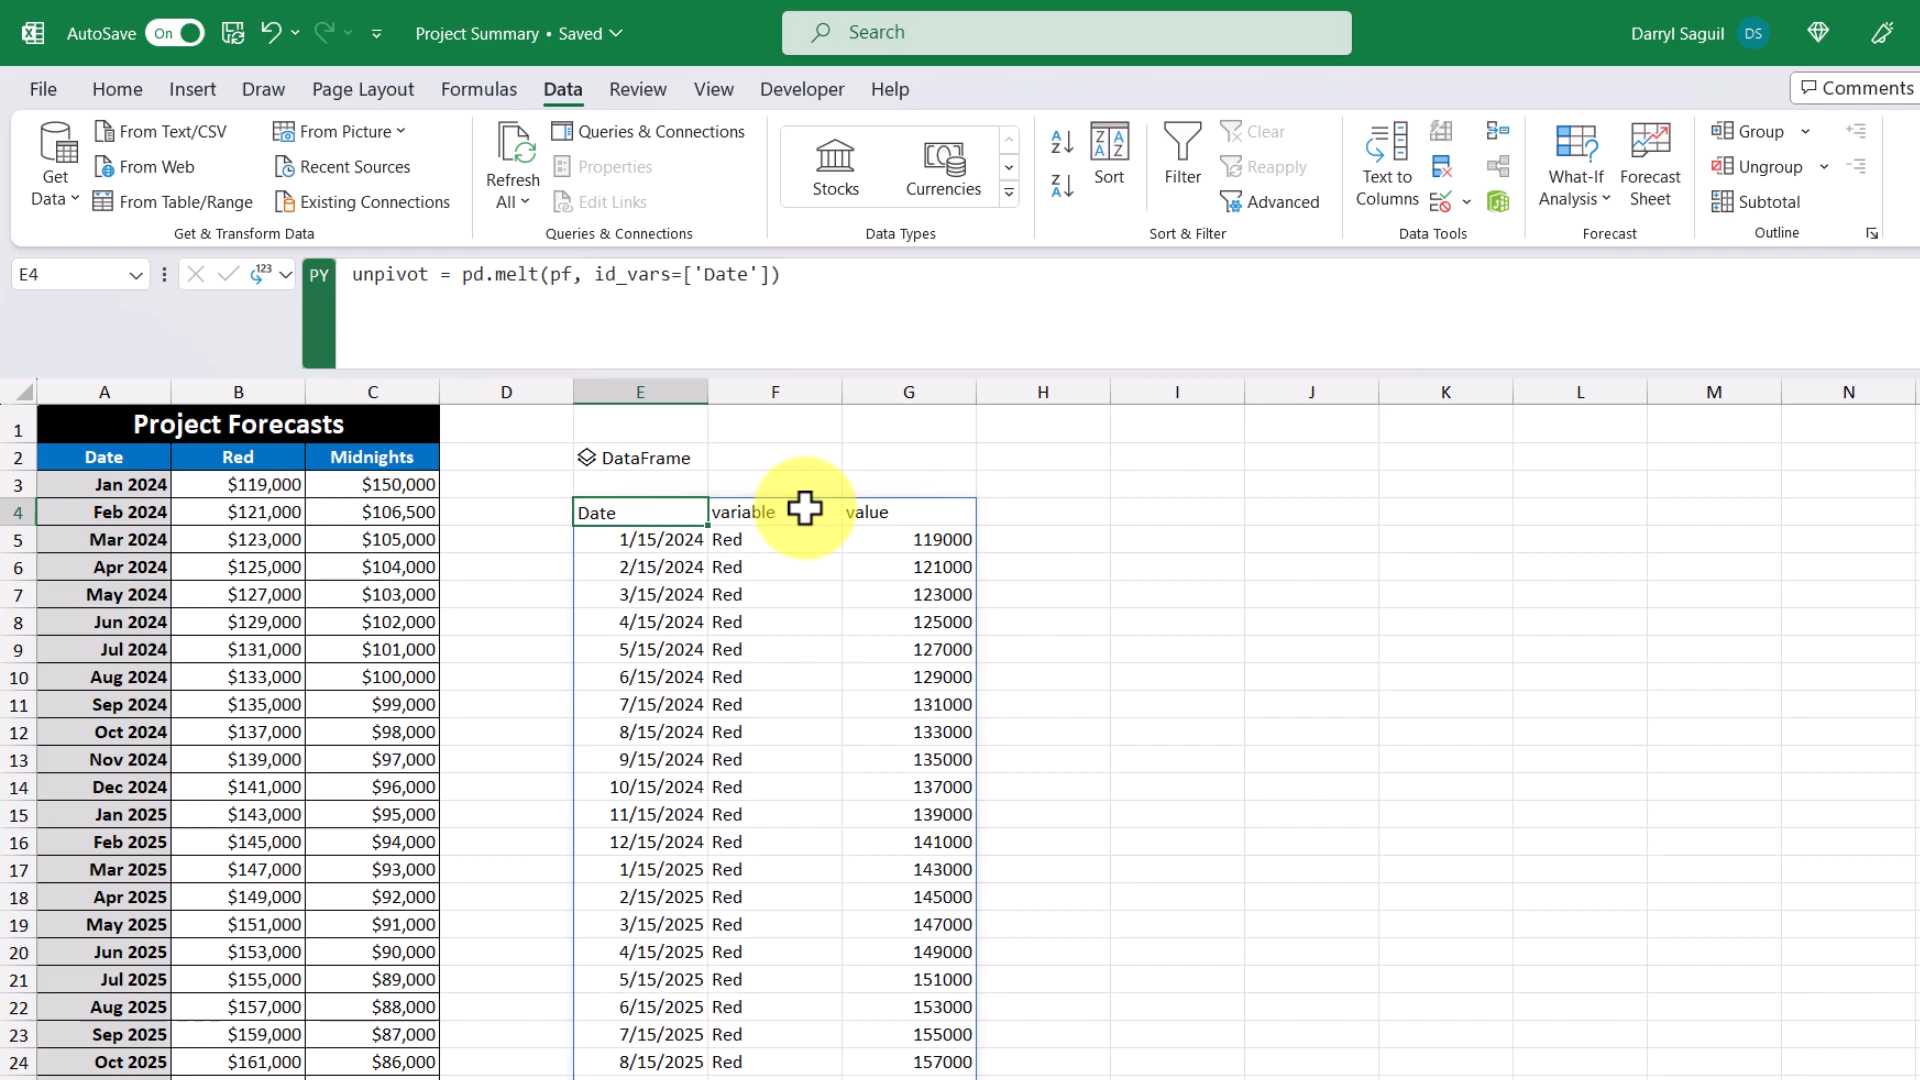 AutoSave On Project Summary • Saved Search Darryl Saguil DS
File Home Insert Draw Page Layout Formulas Data Review View Developer Help Comments
Get Data From Text/CSV From Web From Table/Range From Picture Recent Sources Existing Connections
Refresh All Queries & Connections Properties Edit Links
Stocks Currencies
Sort Filter Clear Reapply Advanced
Text to Columns What-If Analysis Forecast Sheet
Group Ungroup Subtotal
Get & Transform Data Queries & Connections Data Types Sort & Filter Data Tools Forecast Outline
E4 PY unpivot = pd.melt(pf, id_vars=['Date'])
A B C D E F G H I J K L M N
1 Project Forecasts
2 Date Red Midnights DataFrame
3 Jan 2024 $119,000 $150,000
4 Feb 2024 $121,000 $106,500 Date variable value
5 Mar 2024 $123,000 $105,000 1/15/2024 Red 119000
6 Apr 2024 $125,000 $104,000 2/15/2024 Red 121000
7 May 2024 $127,000 $103,000 3/15/2024 Red 123000
8 Jun 2024 $129,000 $102,000 4/15/2024 Red 125000
9 Jul 2024 $131,000 $101,000 5/15/2024 Red 127000
10 Aug 2024 $133,000 $100,000 6/15/2024 Red 129000
11 Sep 2024 $135,000 $99,000 7/15/2024 Red 131000
12 Oct 2024 $137,000 $98,000 8/15/2024 Red 133000
13 Nov 2024 $139,000 $97,000 9/15/2024 Red 135000
14 Dec 2024 $141,000 $96,000 10/15/2024 Red 137000
15 Jan 2025 $143,000 $95,000 11/15/2024 Red 139000
16 Feb 2025 $145,000 $94,000 12/15/2024 Red 141000
17 Mar 2025 $147,000 $93,000 1/15/2025 Red 143000
18 Apr 2025 $149,000 $92,000 2/15/2025 Red 145000
19 May 2025 $151,000 $91,000 3/15/2025 Red 147000
20 Jun 2025 $153,000 $90,000 4/15/2025 Red 149000
21 Jul 2025 $155,000 $89,000 5/15/2025 Red 151000
22 Aug 2025 $157,000 $88,000 6/15/2025 Red 153000
23 Sep 2025 $159,000 $87,000 7/15/2025 Red 155000
24 Oct 2025 $161,000 $86,000 8/15/2025 Red 157000